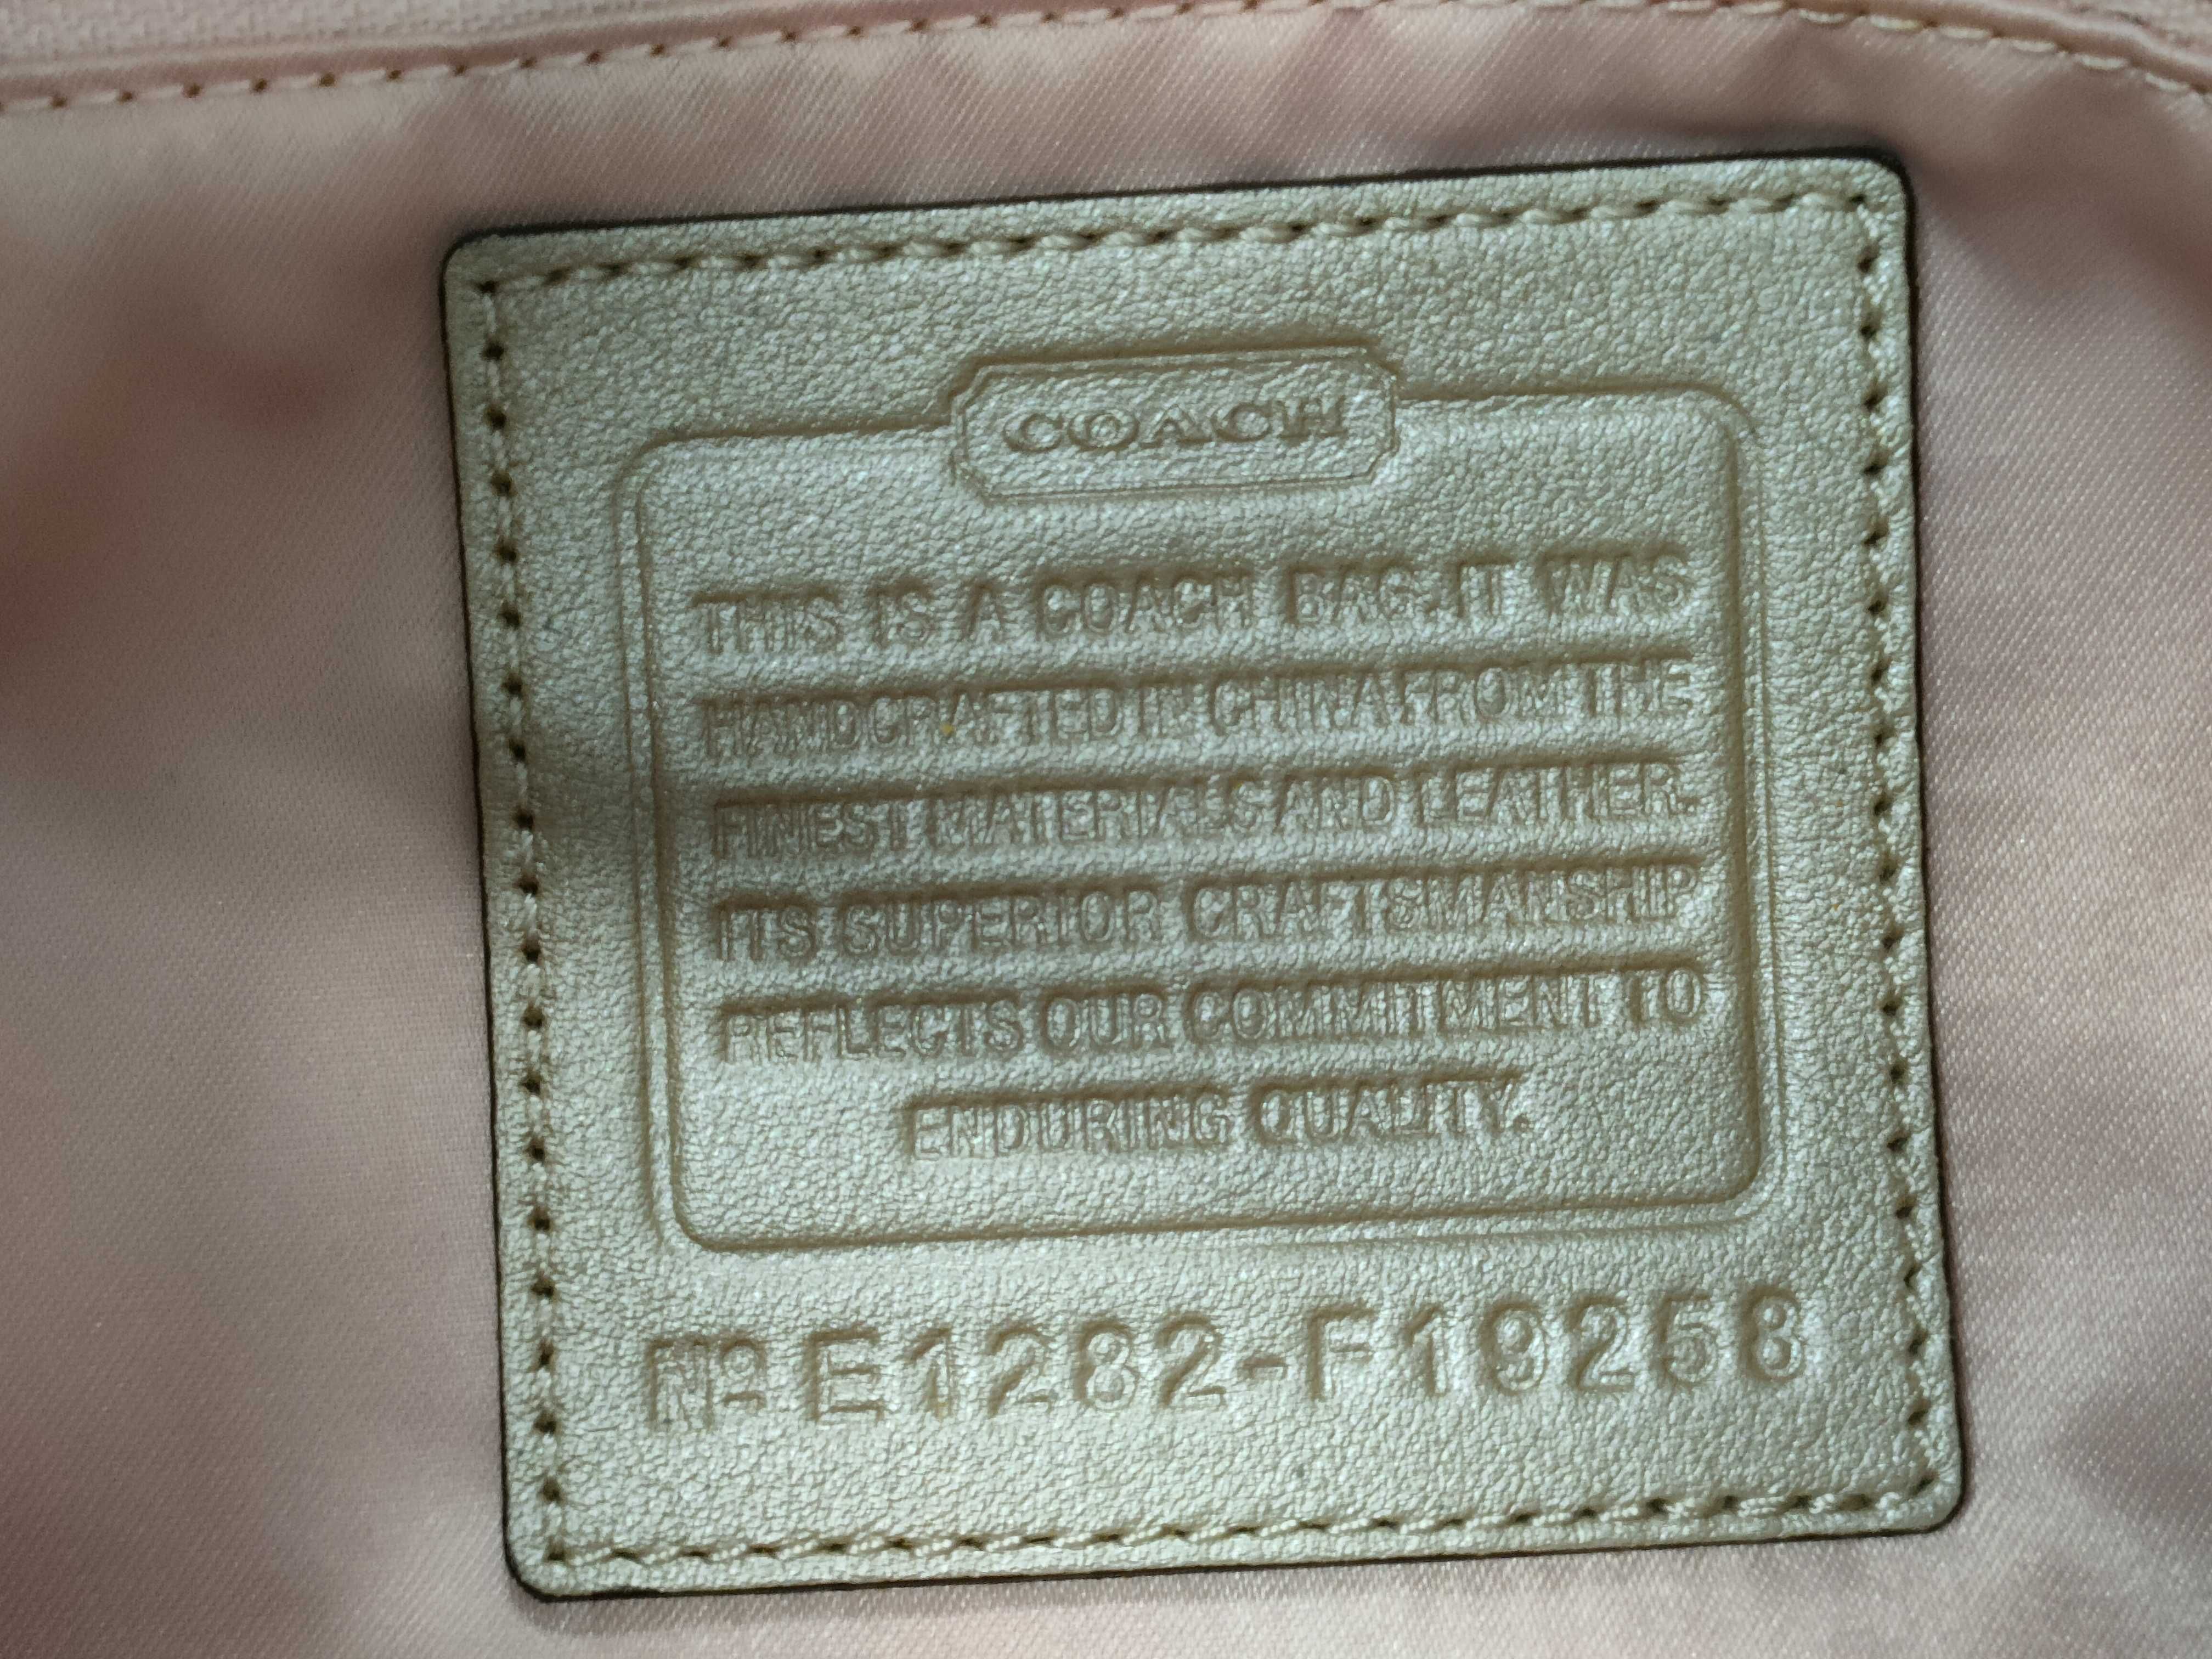 COACH
THIS IS A COACH BAG. IT WAS
HANDCRAFTED IN CHINA FROM THE
FINEST MATERIALS AND LEATHER.
ITS SUPERIOR CRAFTSMANSHIP
REFLECTS OUR COMMITMENT TO
ENDURING QUALITY.
Nº E1282-F19258